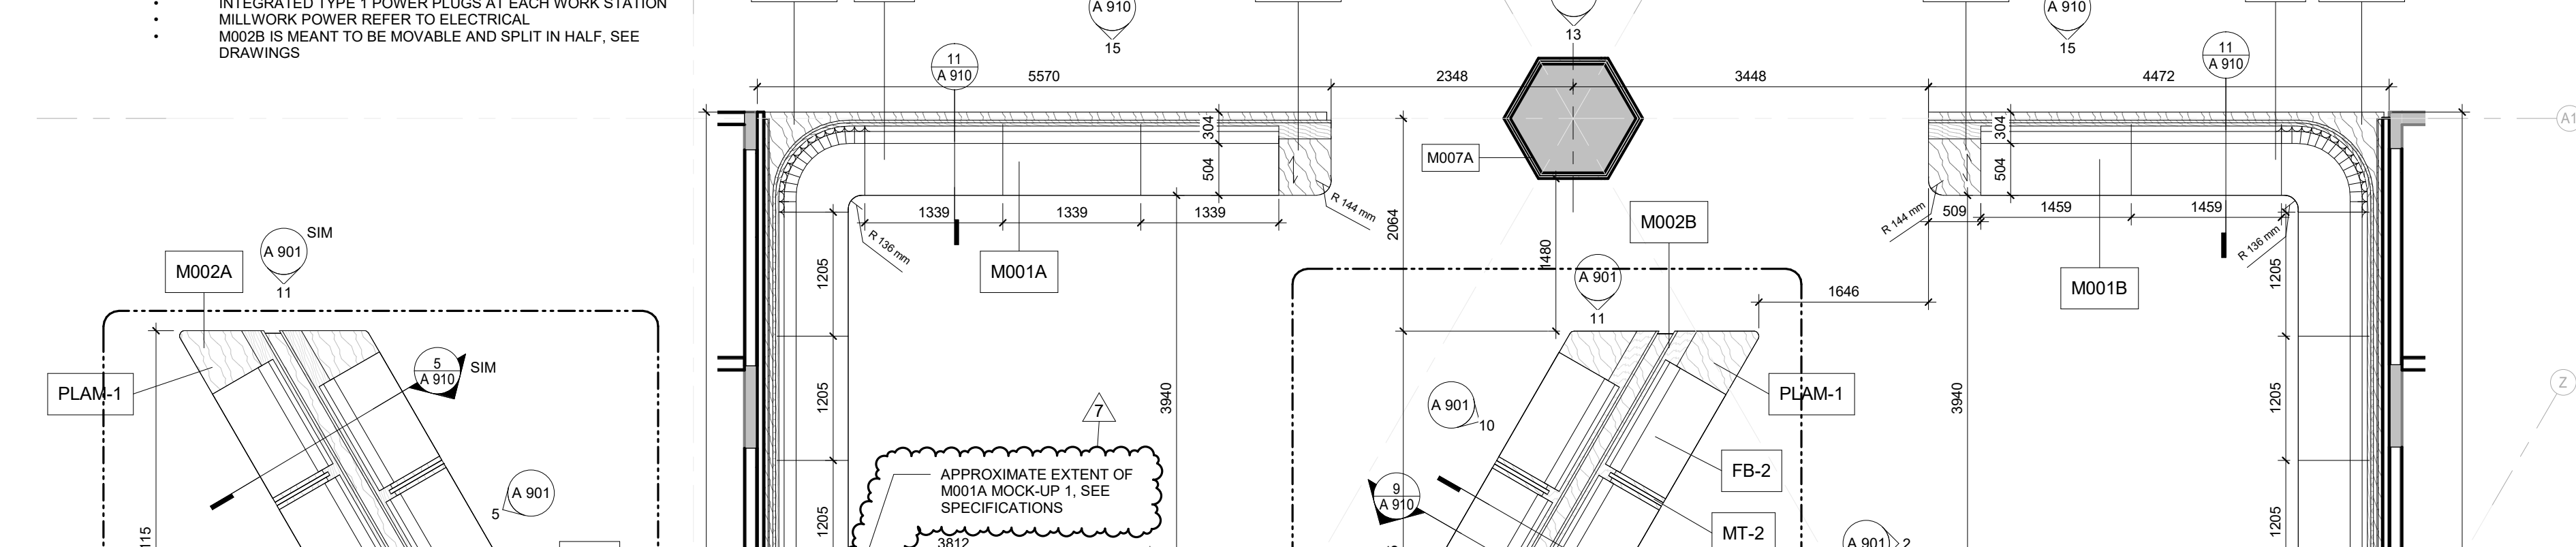 • INTEGRATED TYPE 1 POWER PLUGS AT EACH WORK STATION
• MILLWORK POWER REFER TO ELECTRICAL
• M002B IS MEANT TO BE MOVABLE AND SPLIT IN HALF, SEE
DRAWINGS
A 910
15
13
A 910
15
11
A 910
11
A 910
5570
2348
3448
4472
A1
304
504
304
504
M007A
1339
1339
1339
R 144 mm
R 136 mm
2064
1480
R 144 mm
509
1459
1459
R 136 mm
SIM
A 901
11
M002A
M001A
M002B
M001B
1205
1205
A 901
11
1646
5
A 910
SIM
PLAM-1
PLAM-1
7
1205
3940
A 901
10
3940
1205
Z
APPROXIMATE EXTENT OF
M001A MOCK-UP 1, SEE
SPECIFICATIONS
FB-2
A 901
5
9
A 910
MT-2
115
1205
3812
1205
A 901
2